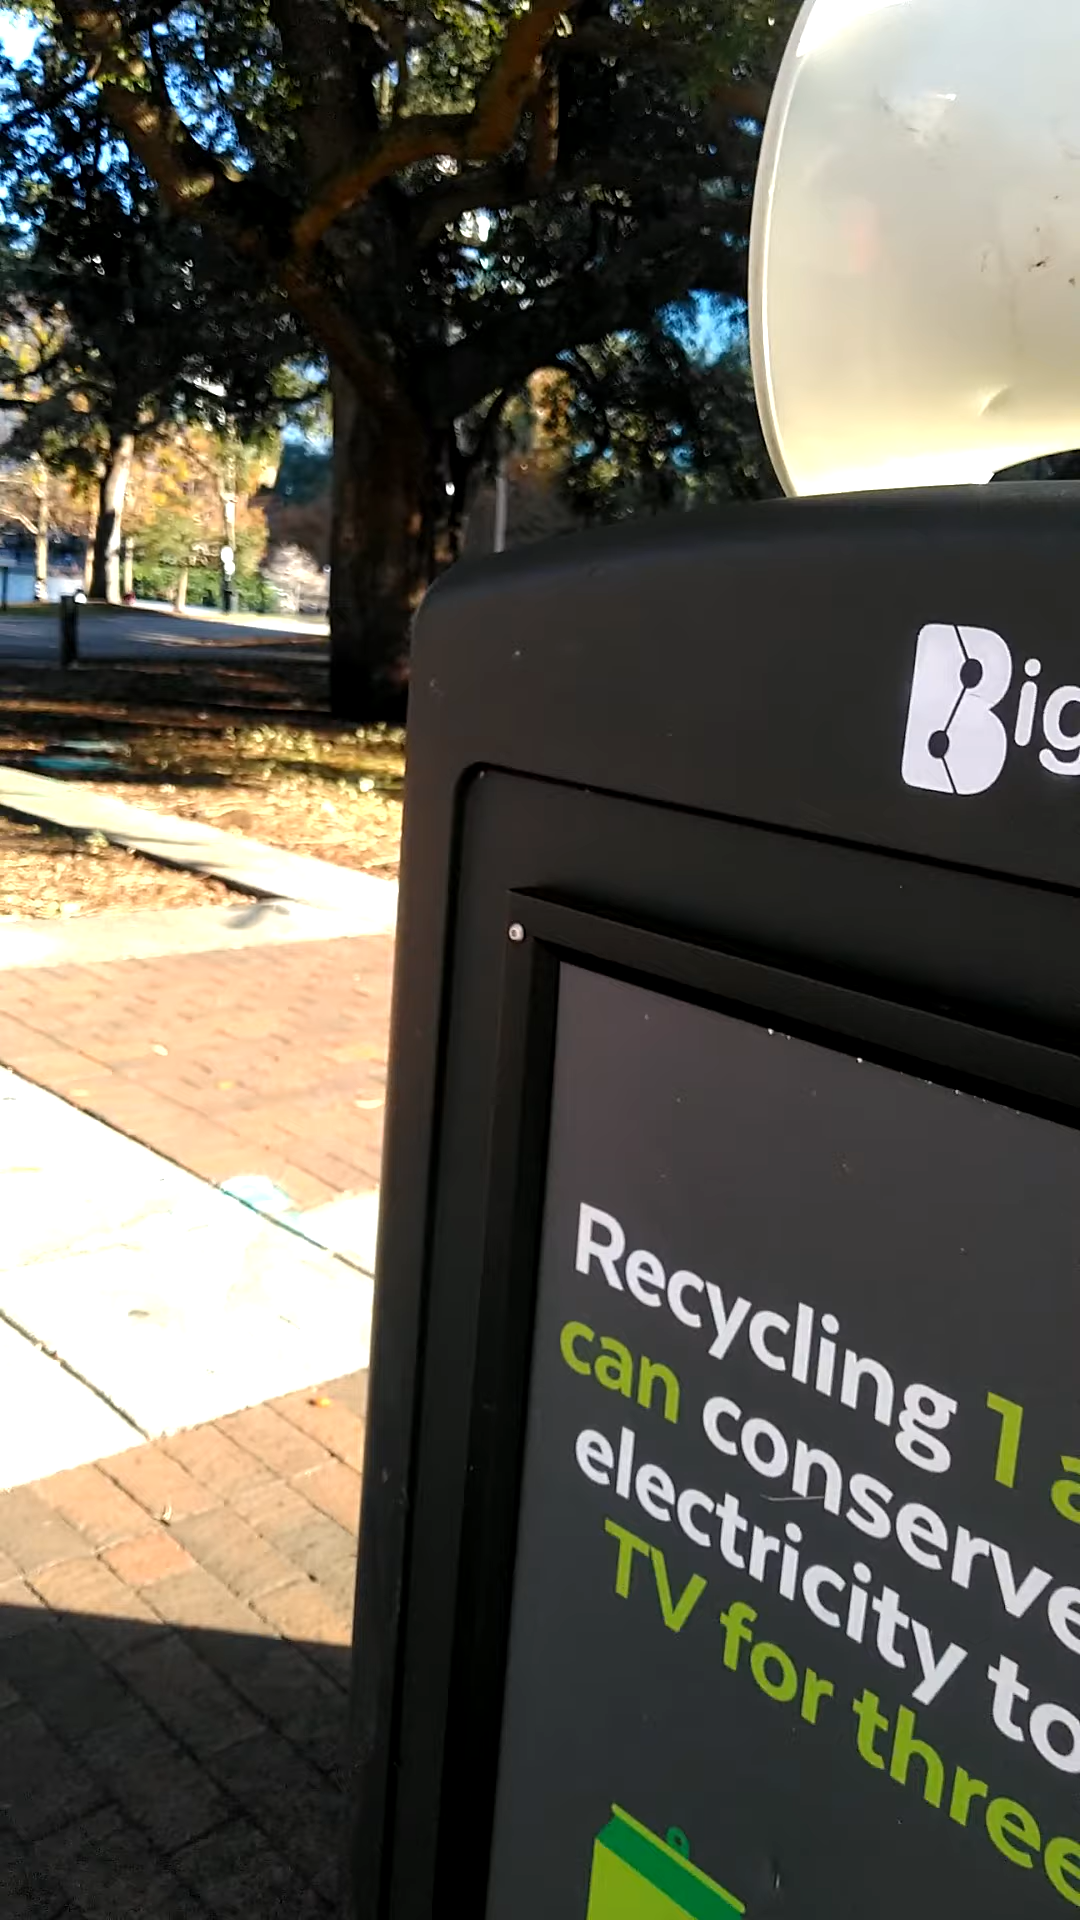 Big
Recycling 1
can conserve
electricity to
TV for three